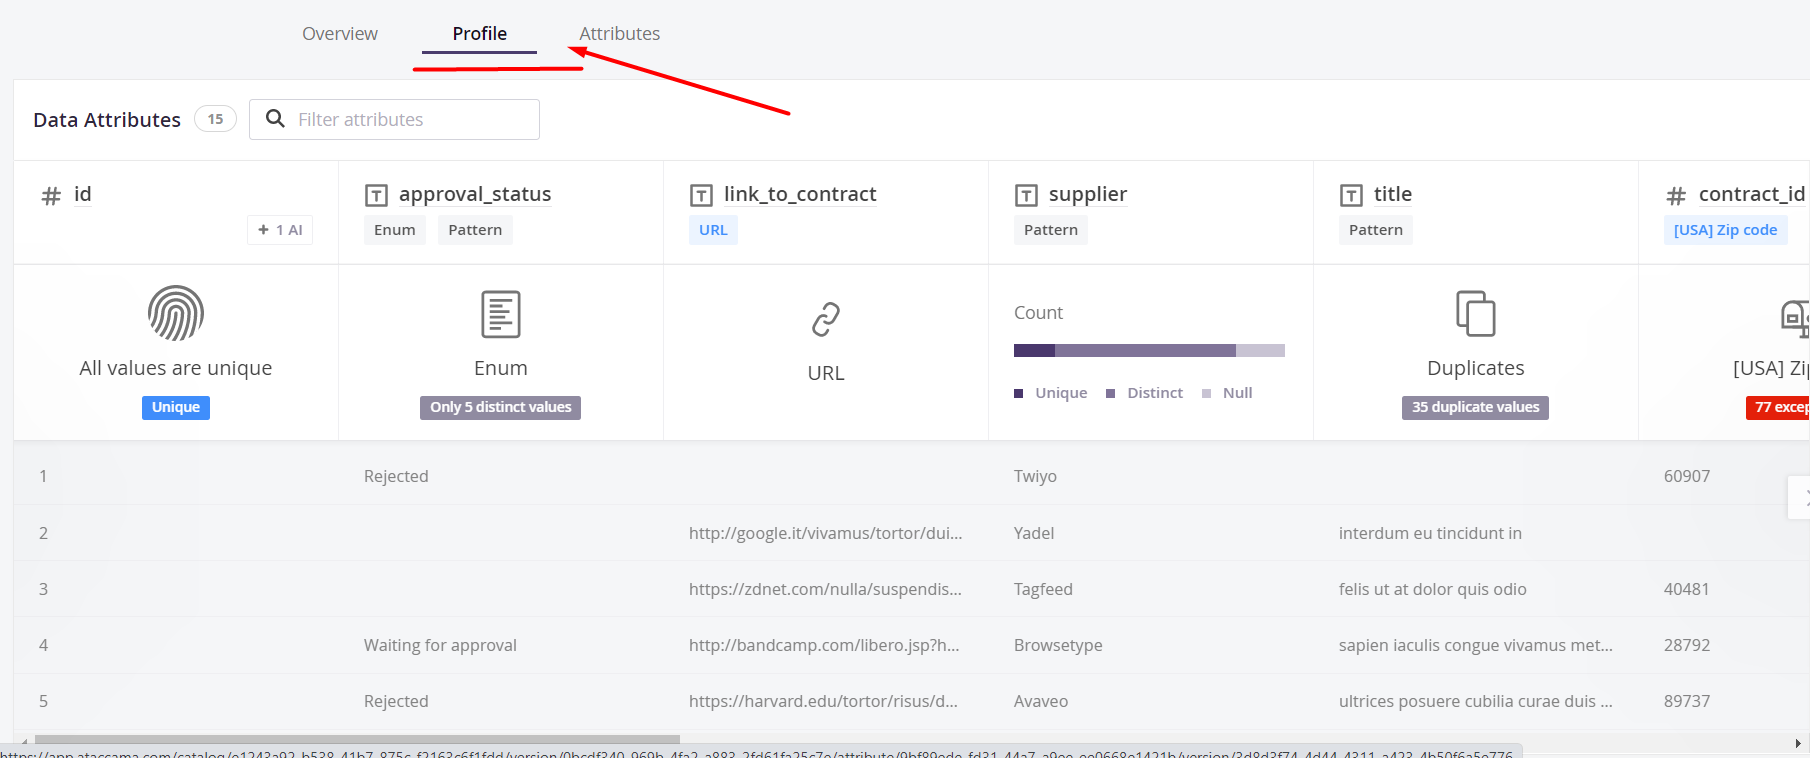 Overview Profile Attributes
Data Attributes 15 Filter attributes
id approval_status link_to_contract supplier title contract_id
+ 1 AI Enum Pattern URL Pattern Pattern [USA] Zip code
Count
All values are unique Enum URL Duplicates [USA] Zip
Unique Distinct Null
Unique Only 5 distinct values 35 duplicate values 77 excep
1 Rejected Twiyo 60907
2 http://google.it/vivamus/tortor/dui... Yadel interdum eu tincidunt in
3 https://zdnet.com/nulla/suspendis... Tagfeed felis ut at dolor quis odio 40481
4 Waiting for approval http://bandcamp.com/libero.jsp?h... Browsetype sapien iaculis congue vivamus met... 28792
5 Rejected https://harvard.edu/tortor/risus/d... Avaveo ultrices posuere cubilia curae duis ... 89737